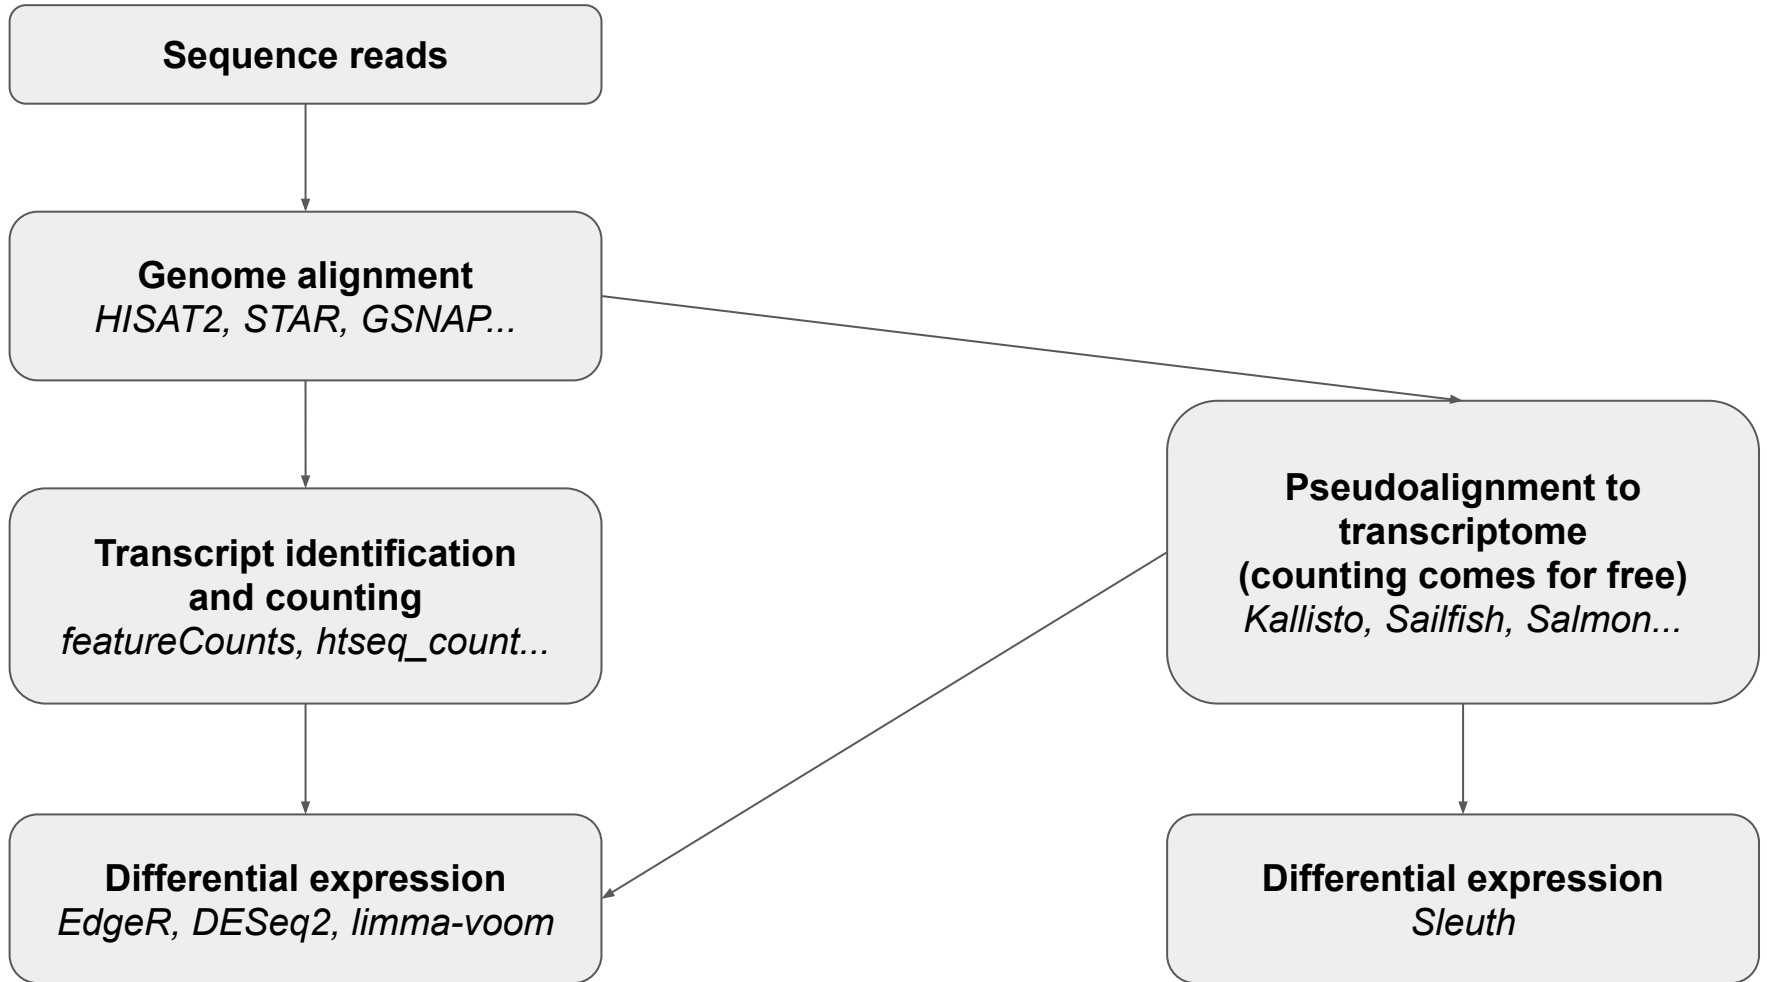 Sequence reads
Genome alignment
HISAT2, STAR, GSNAP...
Transcript identification
and counting
featureCounts, htseq_count...
Differential expression
EdgeR, DESeq2, limma-voom
Pseudoalignment to
transcriptome
(counting comes for free)
Kallisto, Sailfish, Salmon...
Differential expression
Sleuth